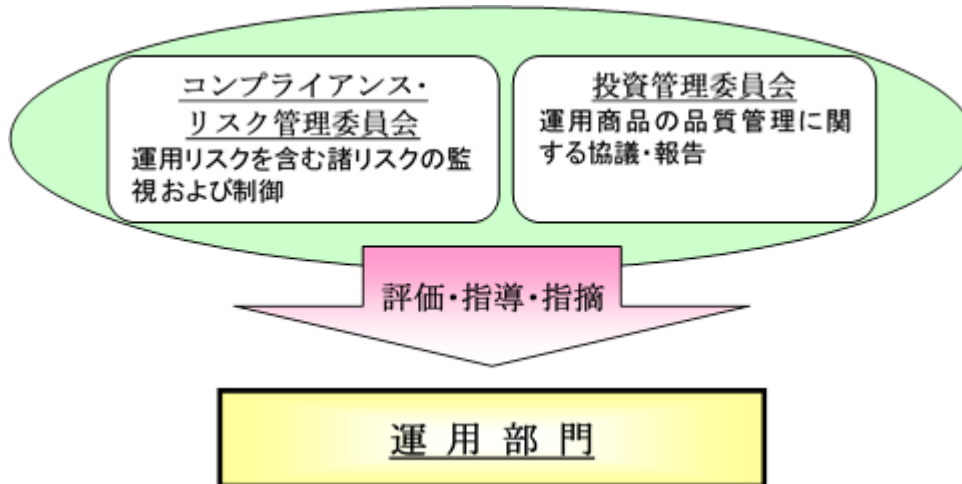 コンプライアンス・
リスク管理委員会
運用リスクを含む諸リスクの監
視および制御
投資管理委員会
運用商品の品質管理に関
する協議・報告
評価・指導・指摘
運用部門